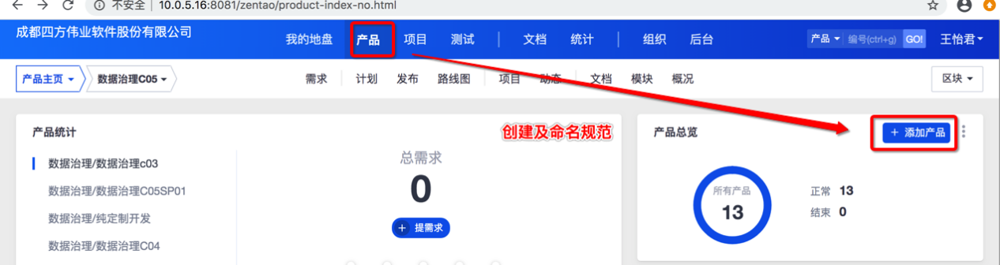 不安全 | 10.0.5.16:8081/zentao/product-index-no.html
成都四方伟业软件股份有限公司
我的地盘 产品 项目 测试 | 文档 统计 | 组织 后台
产品 编号(ctrl+g) GO! 王怡君
产品主页 数据治理C05 需求 计划 发布 路线图 项目 动态 文档 模块 概况 区块
产品统计 创建及命名规范 产品总览 + 添加产品
数据治理/数据治理c03
数据治理/数据治理C05SP01
数据治理/纯定制开发
数据治理/数据治理C04
总需求
0
+ 提需求
所有产品
13
正常 13
结束 0